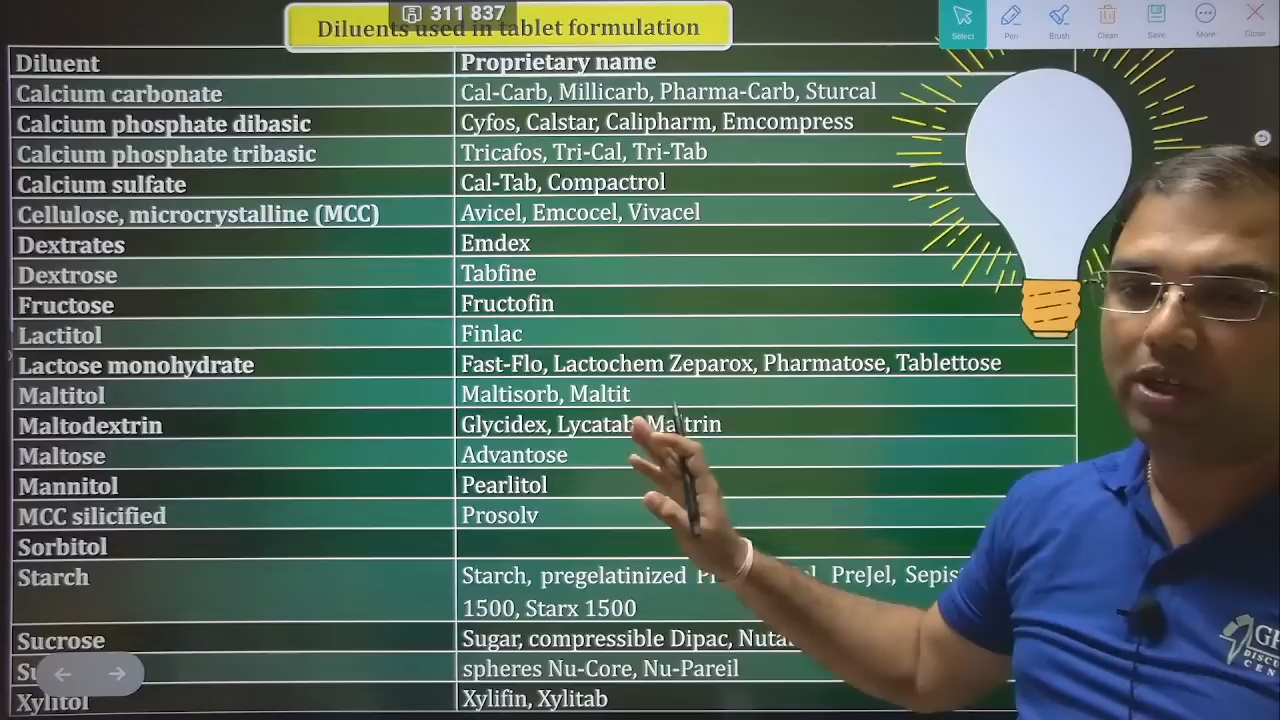 311 837
Diluents used in tablet formulation
Select Pen Brush Clean Save More Close
Diluent Proprietary name
Calcium carbonate Cal-Carb, Millicarb, Pharma-Carb, Sturcal
Calcium phosphate dibasic Cyfos, Calstar, Calipharm, Emcompress
Calcium phosphate tribasic Tricafos, Tri-Cal, Tri-Tab
Calcium sulfate Cal-Tab, Compactrol
Cellulose, microcrystalline (MCC) Avicel, Emcocel, Vivacel
Dextrates Emdex
Dextrose Tabfine
Fructose Fructofin
Lactitol Finlac
Lactose monohydrate Fast-Flo, Lactochem Zeparox, Pharmatose, Tablettose
Maltitol Maltisorb, Maltit
Maltodextrin Glycidex, Lycatab, Maltrin
Maltose Advantose
Mannitol Pearlitol
MCC silicified Prosolv
Sorbitol
Starch Starch, pregelatinized PreJel,
1500, Starx 1500
Sucrose Sugar, compressible Dipac,
spheres Nu-Core, Nu-Pareil
Xylitol Xylifin, Xylitab